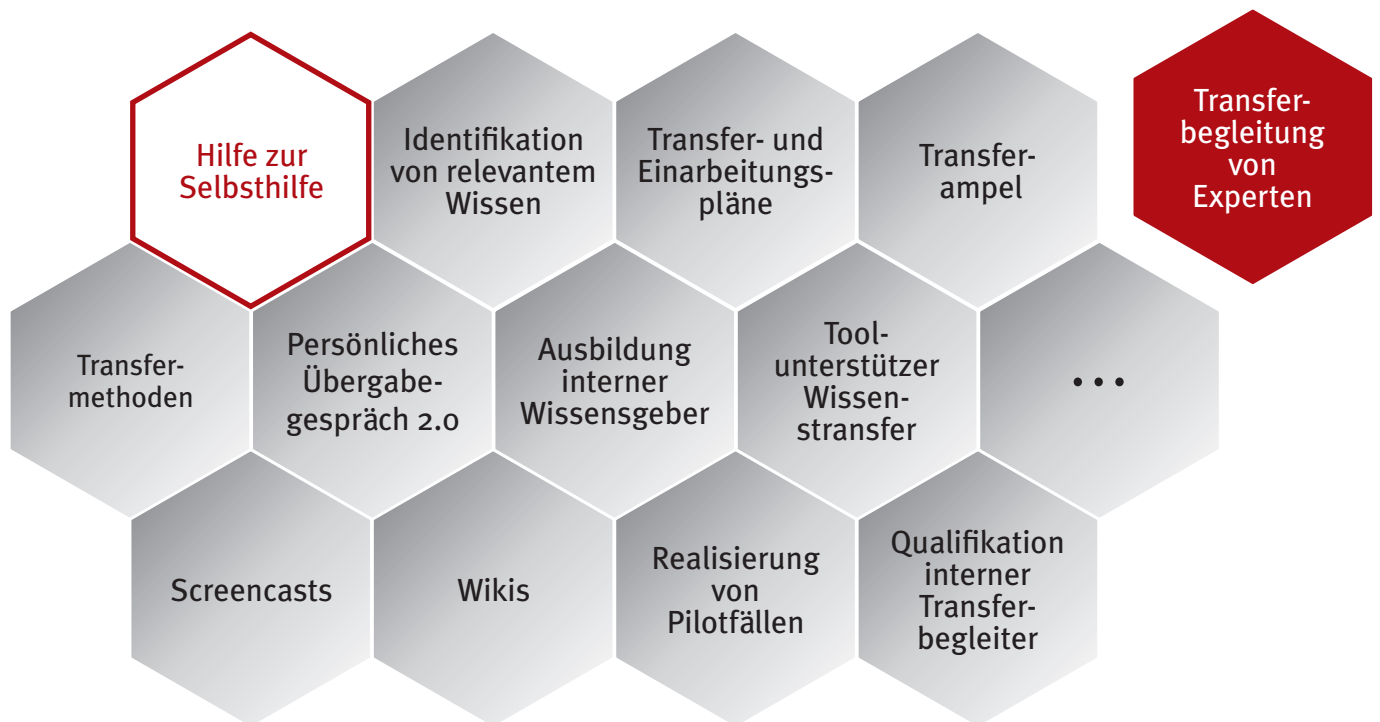 Hilfe zur
Selbsthilfe
Identifikation
von relevantem
Wissen
Transfer- und
Einarbeitungs-
pläne
Transfer-
ampel
Transfer-
begleitung
von
Experten
Transfer-
methoden
Persönliches
Übergabe-
gespräch 2.0
Ausbildung
interner
Wissensgeber
Tool-
unterstützer
Wissen-
stransfer
...
Screencasts
Wikis
Realisierung
von
Pilotfällen
Qualifikation
interner
Transfer-
begleiter